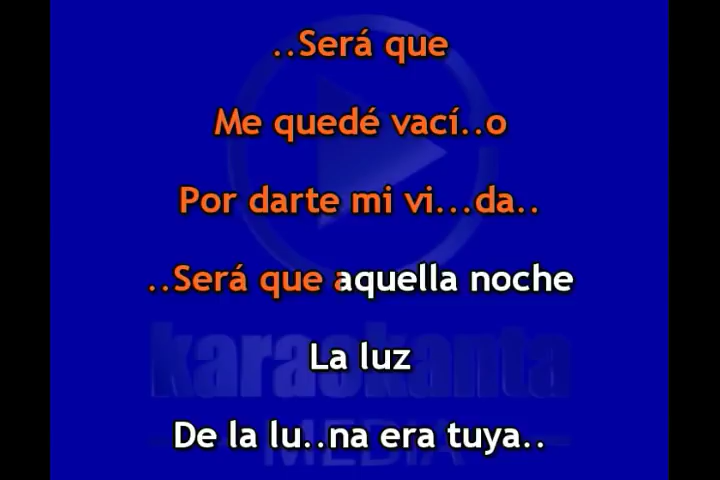 ..Será que
Me quedé vací..o
Por darte mi vi...da..
..Será que aquella noche
La luz
De la lu..na era tuya..
karaokanta
MEDIA